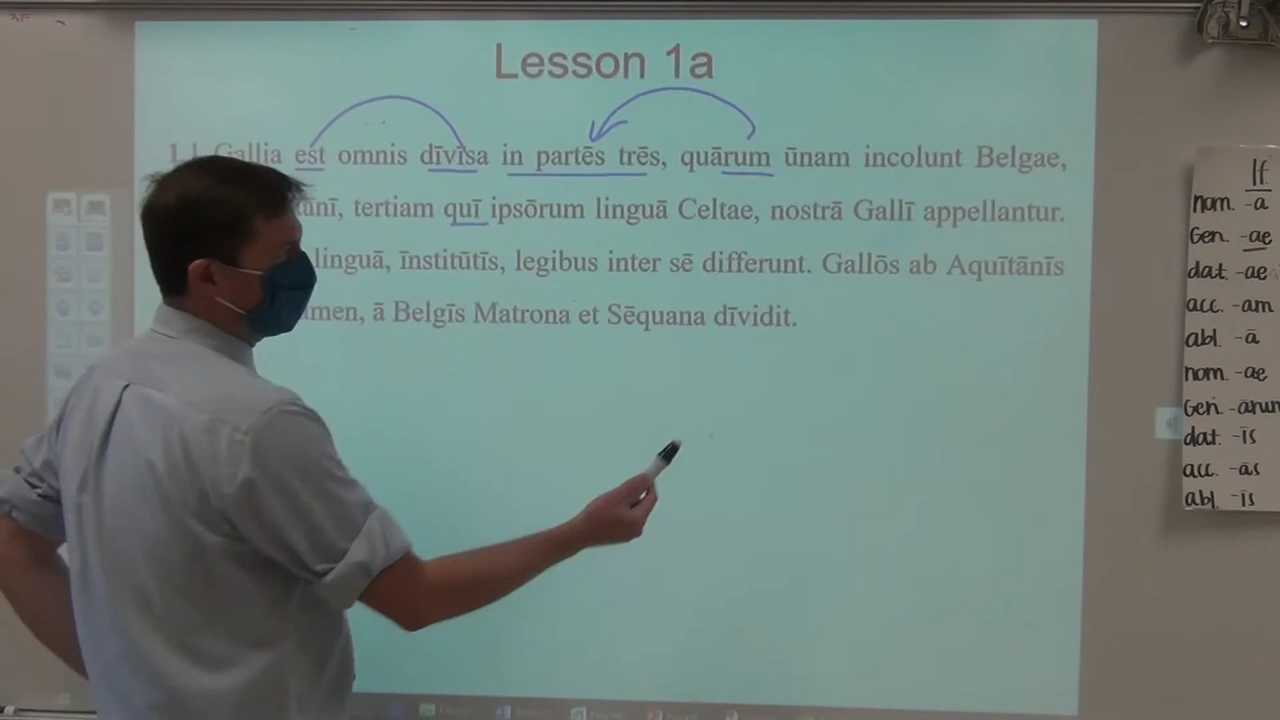 Lesson 1a
1.1 Gallia est omnis dīvīsa in partēs trēs, quārum ūnam incolunt Belgae,
tertiam quī ipsōrum linguā Celtae, nostrā Gallī appellantur.
linguā, īnstitūtīs, legibus inter sē differunt. Gallōs ab Aquītānīs
ā Belgīs Matrona et Sēquana dīvidit.
1f
nom. -a
Gen. -ae
dat. -ae
acc. -am
abl. -ā
nom. -ae
Gen. -ārum
dat. -īs
acc. -ās
abl. -īs